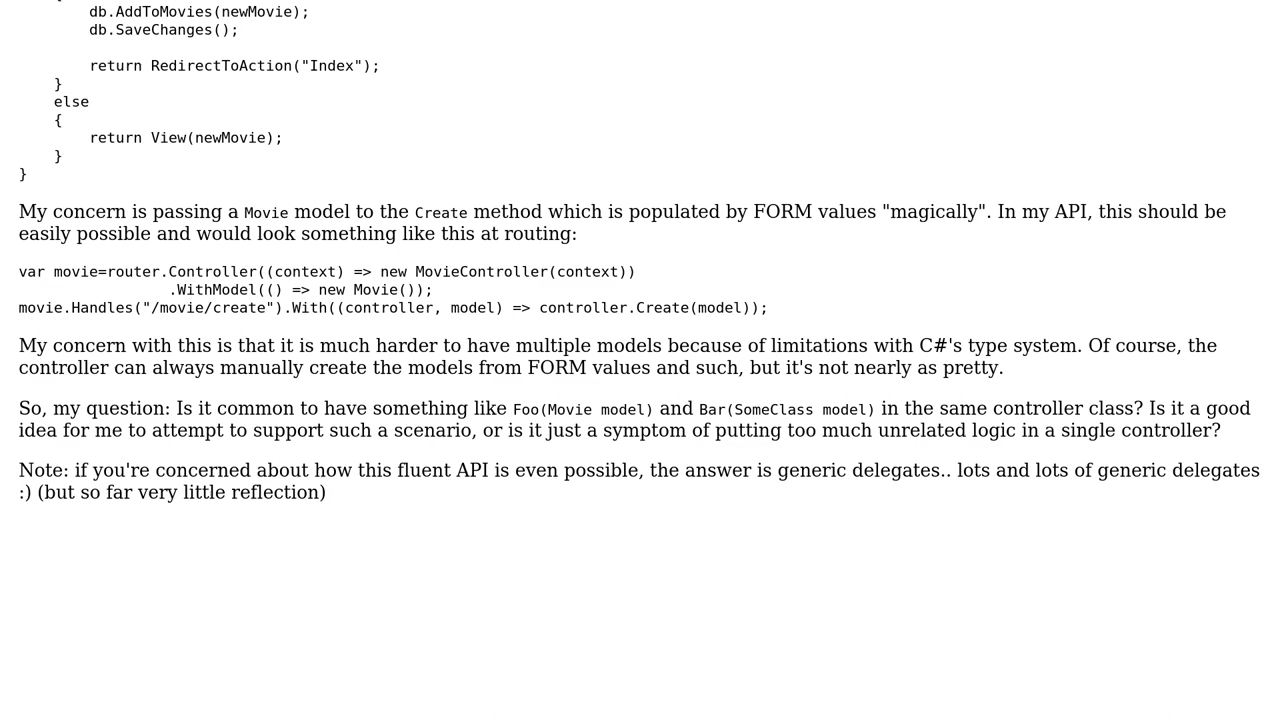 db.AddToMovies(newMovie);
db.SaveChanges();
return RedirectToAction("Index");
}
else
{
return View(newMovie);
}
}
My concern is passing a Movie model to the Create method which is populated by FORM values "magically". In my API, this should be
easily possible and would look something like this at routing:
var movie=router.Controller((context) => new MovieController(context))
.WithModel(() => new Movie());
movie.Handles("/movie/create").With((controller, model) => controller.Create(model));
My concern with this is that it is much harder to have multiple models because of limitations with C#'s type system. Of course, the
controller can always manually create the models from FORM values and such, but it's not nearly as pretty.
So, my question: Is it common to have something like Foo(Movie model) and Bar(SomeClass model) in the same controller class? Is it a good
idea for me to attempt to support such a scenario, or is it just a symptom of putting too much unrelated logic in a single controller?
Note: if you're concerned about how this fluent API is even possible, the answer is generic delegates.. lots and lots of generic delegates
:) (but so far very little reflection)